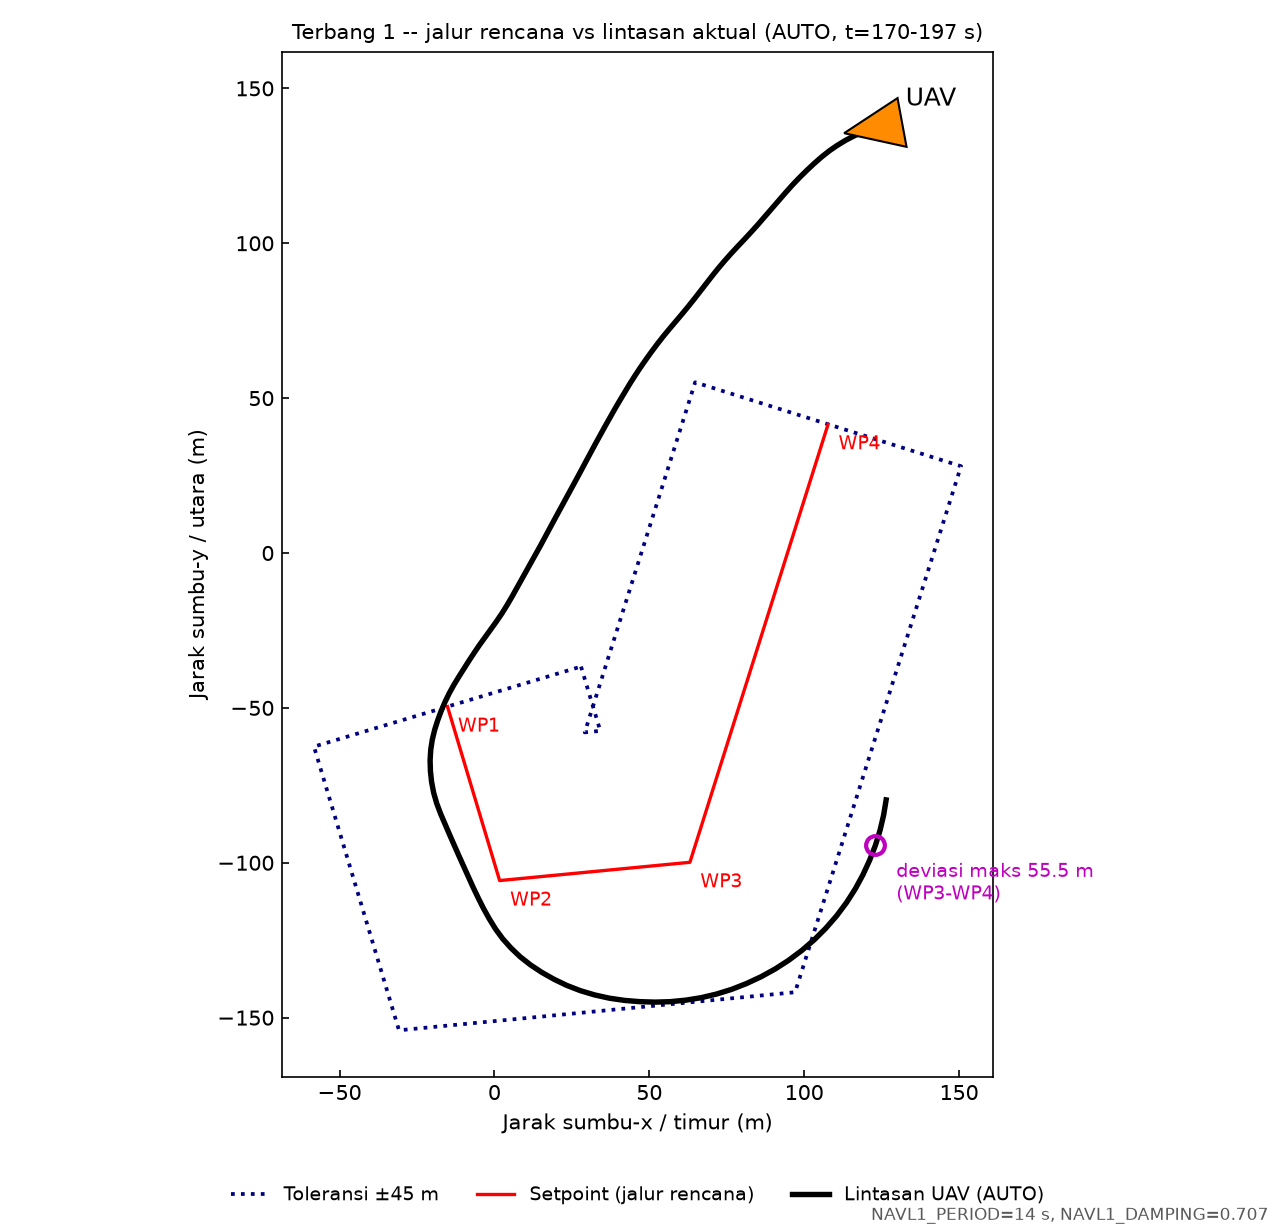 Terbang 1 -- jalur rencana vs lintasan aktual (AUTO, t=170-197 s)
UAV
150
100
50
0
−50
−100
−150
Jarak sumbu-y / utara (m)
WP4
WP1
WP2
WP3
deviasi maks 55.5 m
(WP3-WP4)
−50
0
50
100
150
Jarak sumbu-x / timur (m)
Toleransi ±45 m
Setpoint (jalur rencana)
Lintasan UAV (AUTO)
NAVL1_PERIOD=14 s, NAVL1_DAMPING=0.707